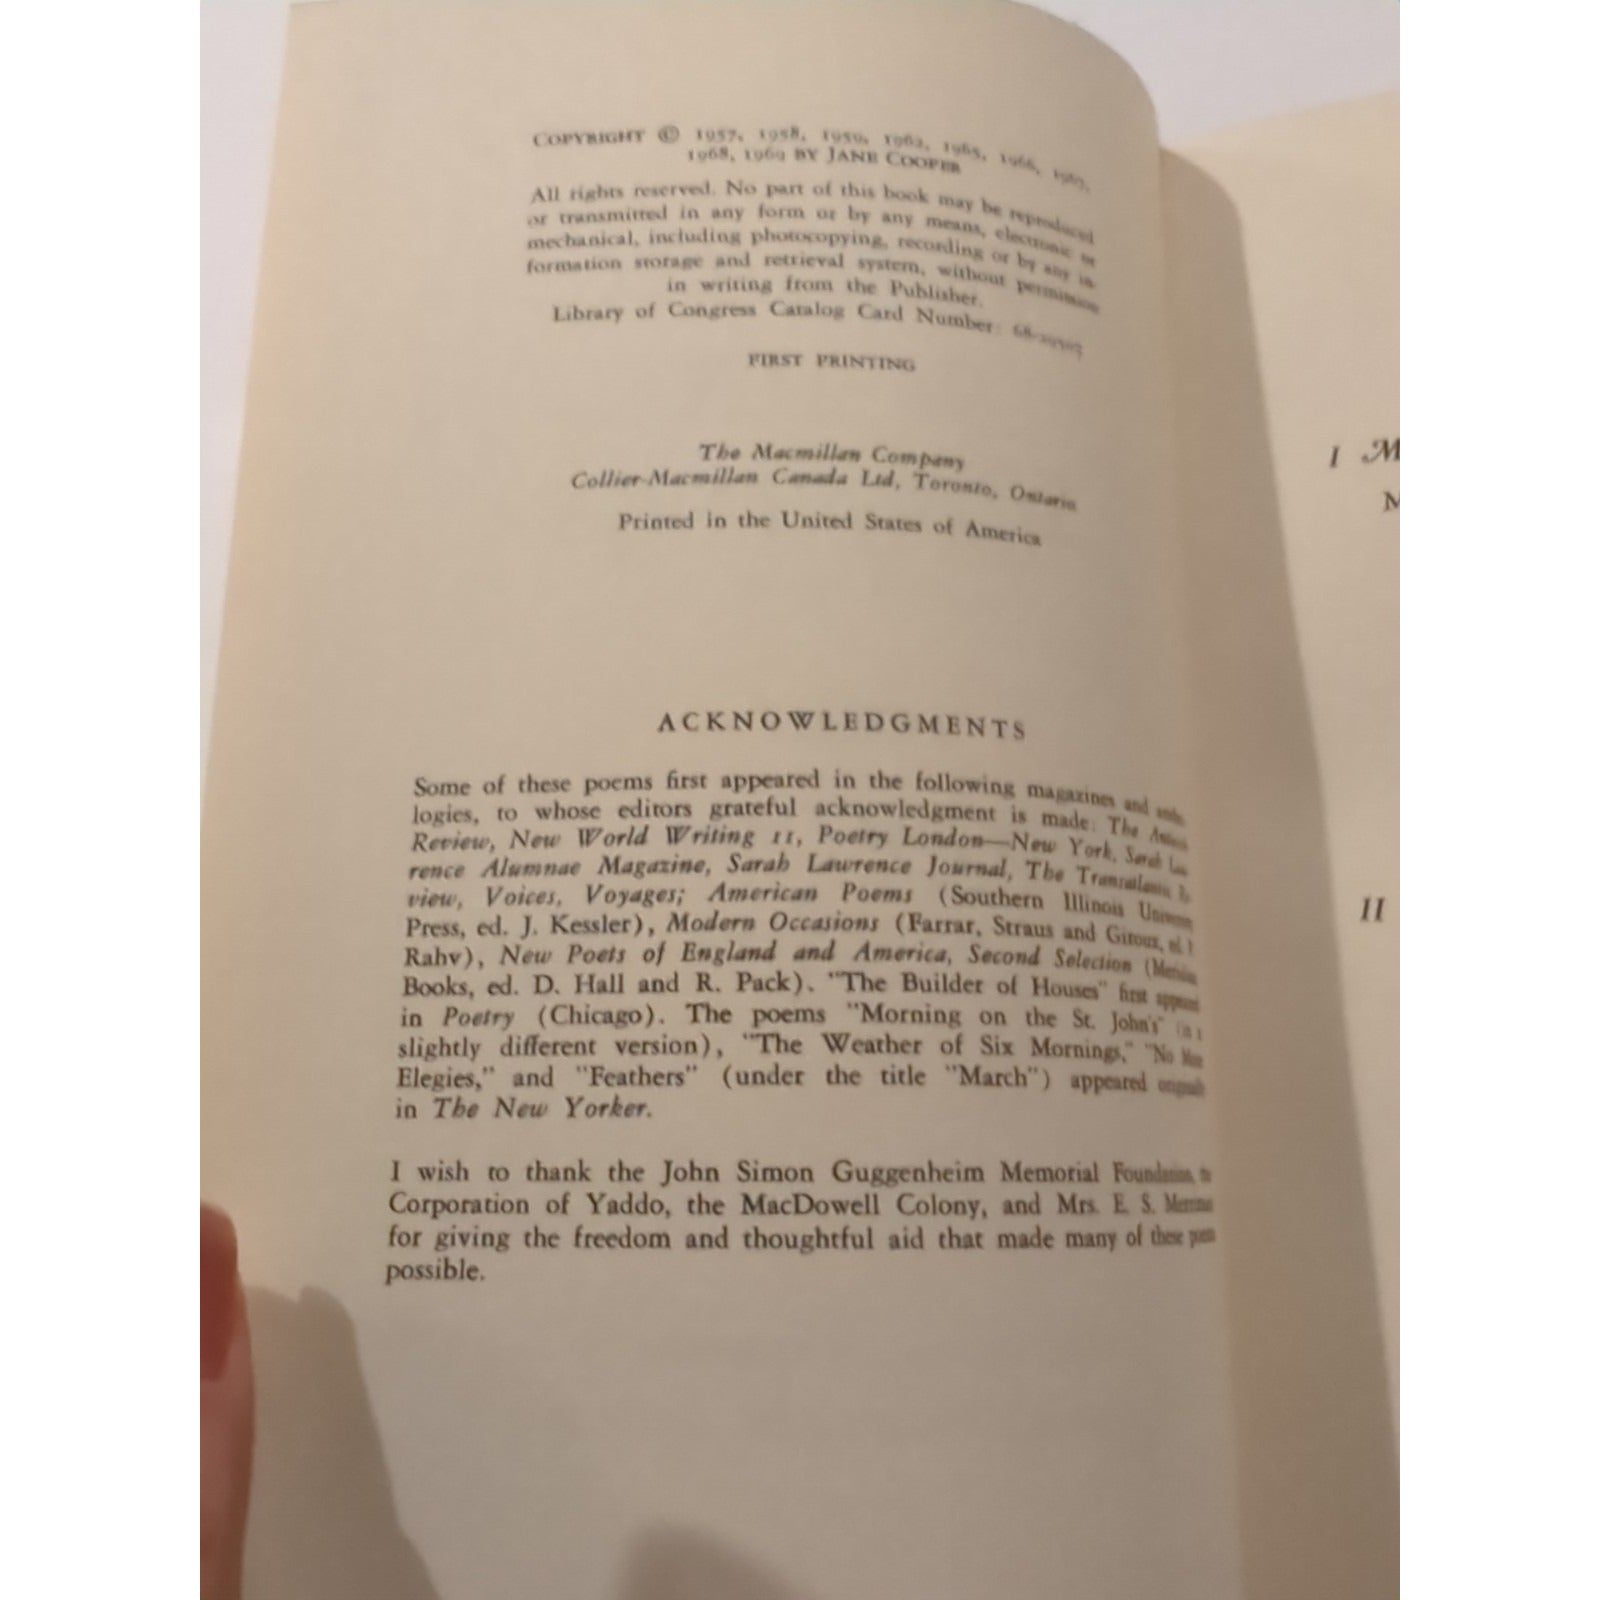 COPYRIGHT © 1957, 1958, 1959, 1962, 1965, 1966, 1967,
1968, 1969 BY JANE COOPER
All rights reserved. No part of this book may be reproduced
or transmitted in any form or by any means, electronic or
mechanical, including photocopying, recording or by any in-
formation storage and retrieval system, without permission
in writing from the Publisher.
Library of Congress Catalog Card Number:
FIRST PRINTING
The Macmillan Company
Collier-Macmillan Canada Ltd, Toronto, Ontario
Printed in the United States of America
ACKNOWLEDGMENTS
Some of these poems first appeared in the following magazines and
logies, to whose editors grateful acknowledgment is made: The
Review, New World Writing 11, Poetry London—New York, Sarah
rence Alumnae Magazine, Sarah Lawrence Journal, The Transatlantic
view, Voices, Voyages; American Poems (Southern Illinois
Press, ed. J. Kessler), Modern Occasions (Farrar, Straus and Giroux, ed.
Rahv), New Poets of England and America, Second Selection (Meridian
Books, ed. D. Hall and R. Pack). "The Builder of Houses" first
in Poetry (Chicago). The poems "Morning on the St. John's" (in
slightly different version), "The Weather of Six Mornings," "No
Elegies," and "Feathers" (under the title "March") appeared
in The New Yorker.
I wish to thank the John Simon Guggenheim Memorial Foundation,
Corporation of Yaddo, the MacDowell Colony, and Mrs. E. S.
for giving the freedom and thoughtful aid that made many of these poems
possible.
I M
M
II